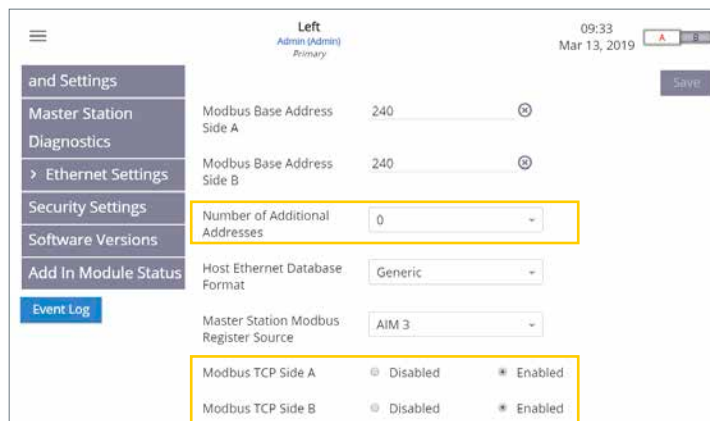 Left
Admin (Admin)
Primary
09:33
Mar 13, 2019
A
B
and Settings
Master Station
Diagnostics
> Ethernet Settings
Security Settings
Software Versions
Add In Module Status
Event Log
Save
Modbus Base Address
Side A
240
Modbus Base Address
Side B
240
Number of Additional
Addresses
0
Host Ethernet Database
Format
Generic
Master Station Modbus
Register Source
AIM 3
Modbus TCP Side A
Disabled
Enabled
Modbus TCP Side B
Disabled
Enabled